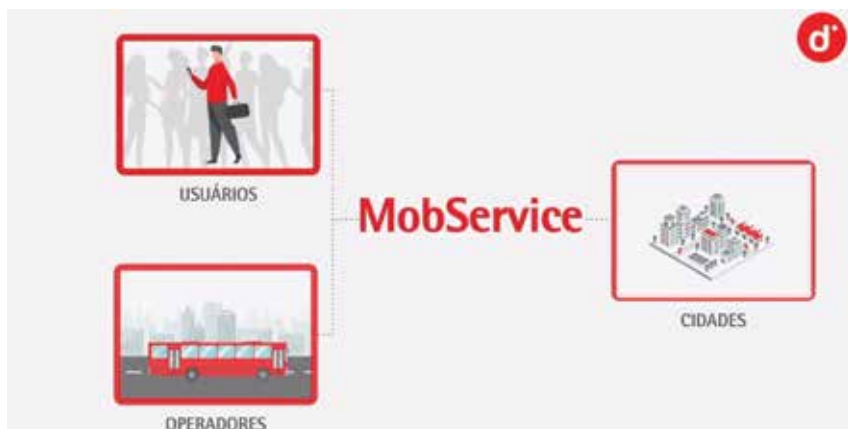 d
USUÁRIOS
MobService
CIDADES
OPERADORES